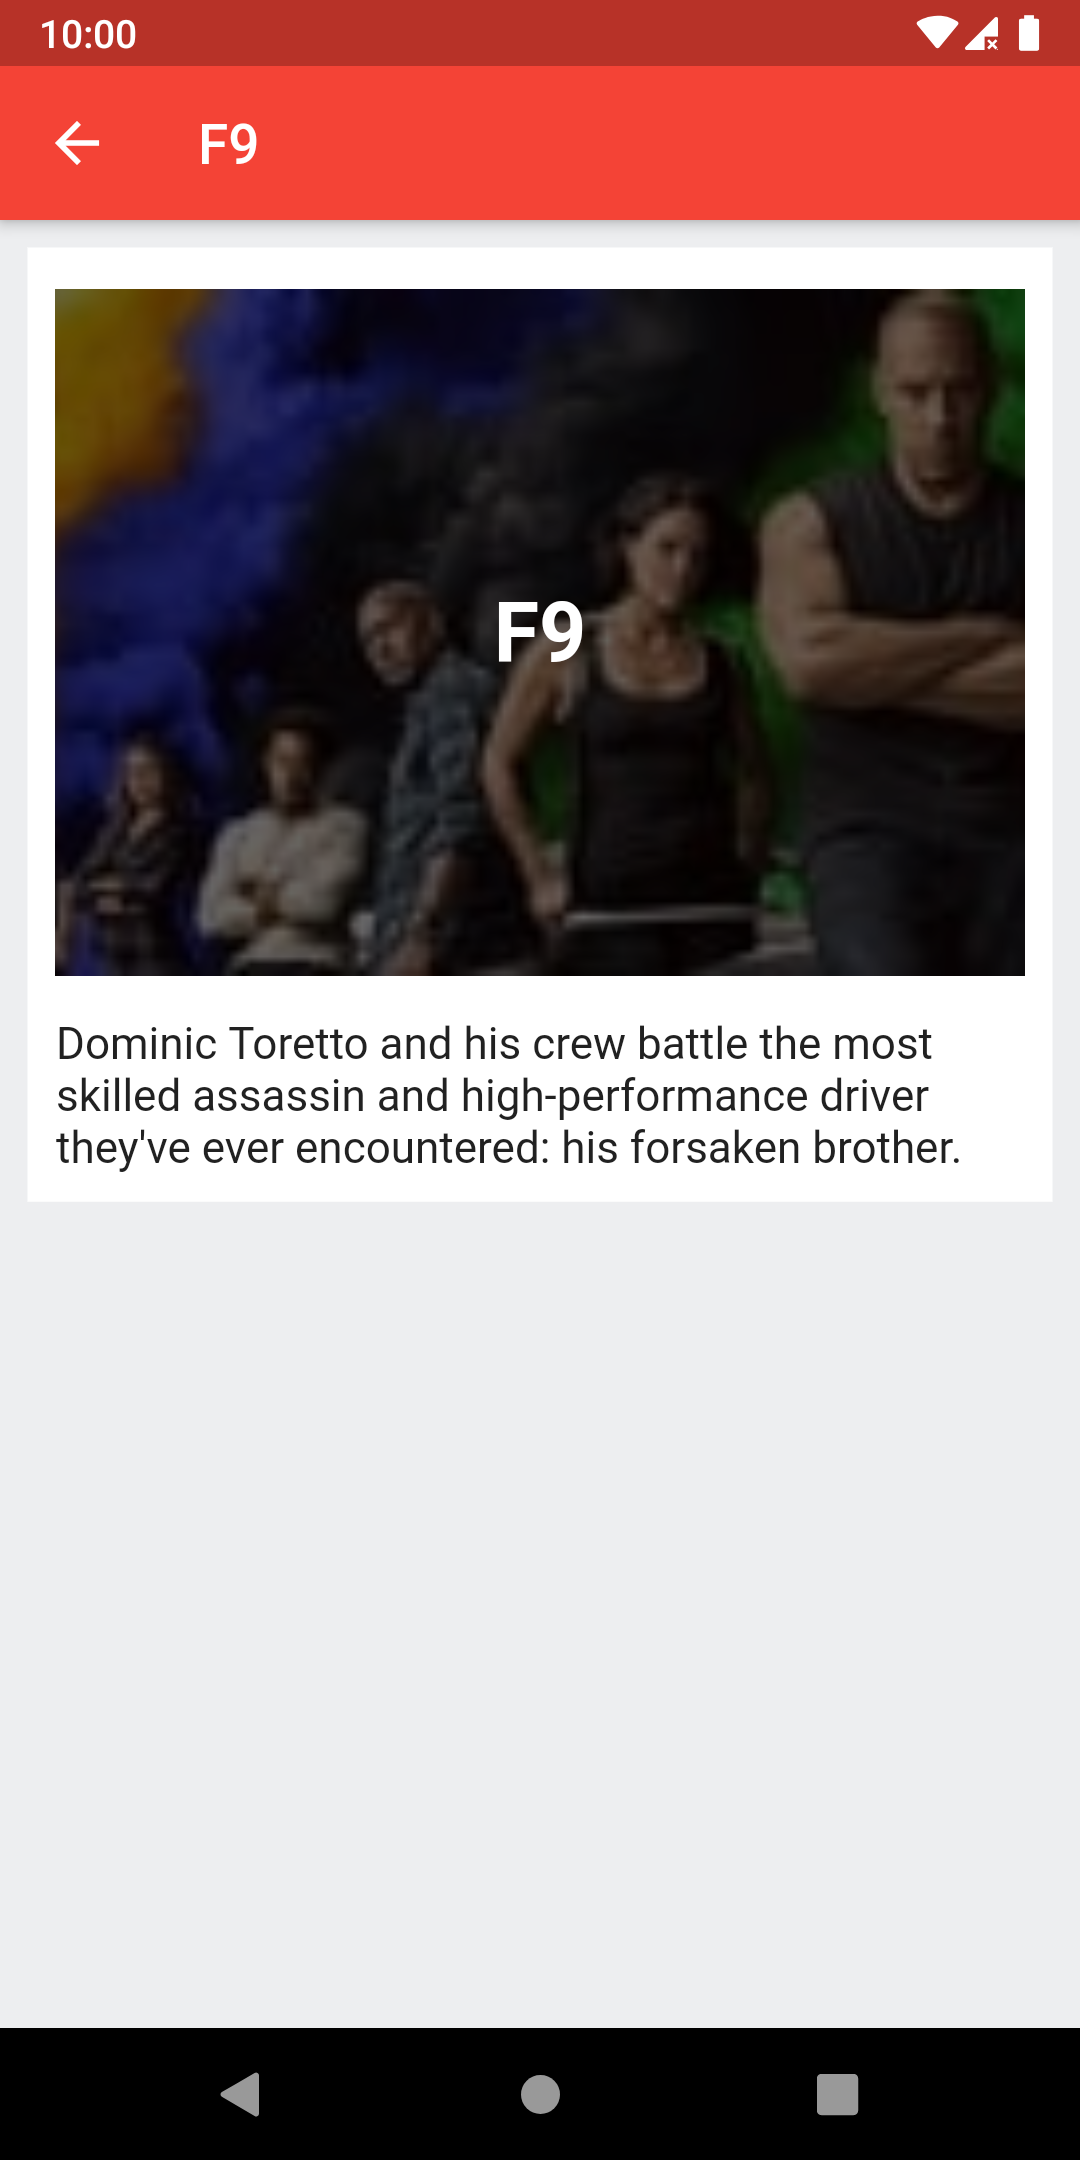 10:00
F9
F9
Dominic Toretto and his crew battle the most
skilled assassin and high-performance driver
they've ever encountered: his forsaken brother.